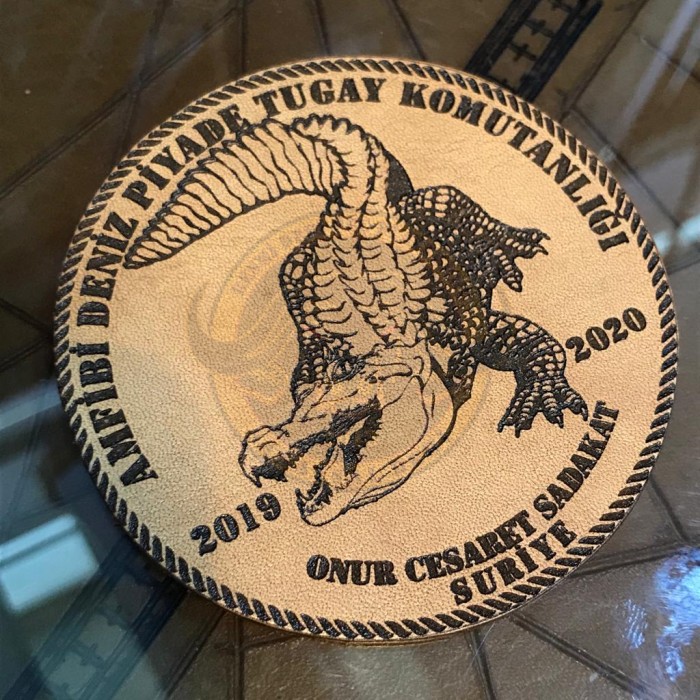 AMFİBİ DENİZ PİYADE TUGAY KOMUTANLIĞI
2019
2020
ONUR CESARET SADAKAT
SURİYE